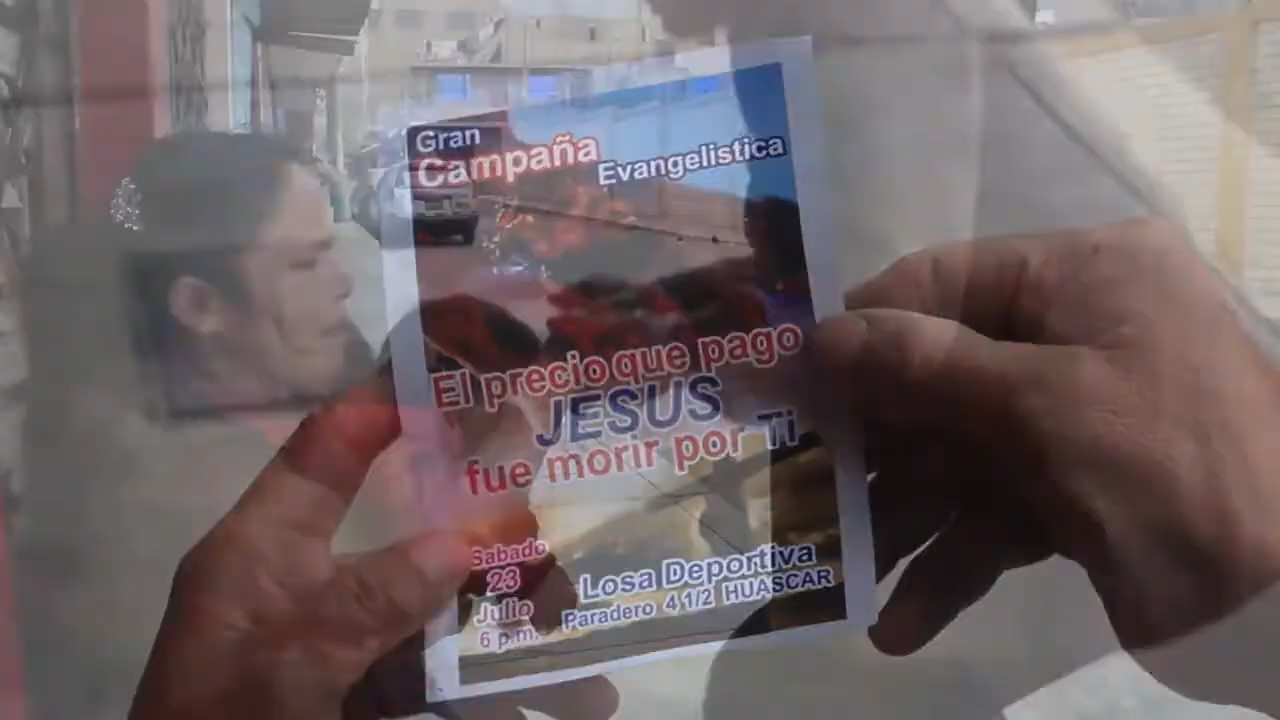 Gran
Campaña Evangelistica
El precio que pago
JESUS
fue morir por Ti
Sabado
23
Julio
6 p.m.
Losa Deportiva
Paradero 4 1/2 HUASCAR